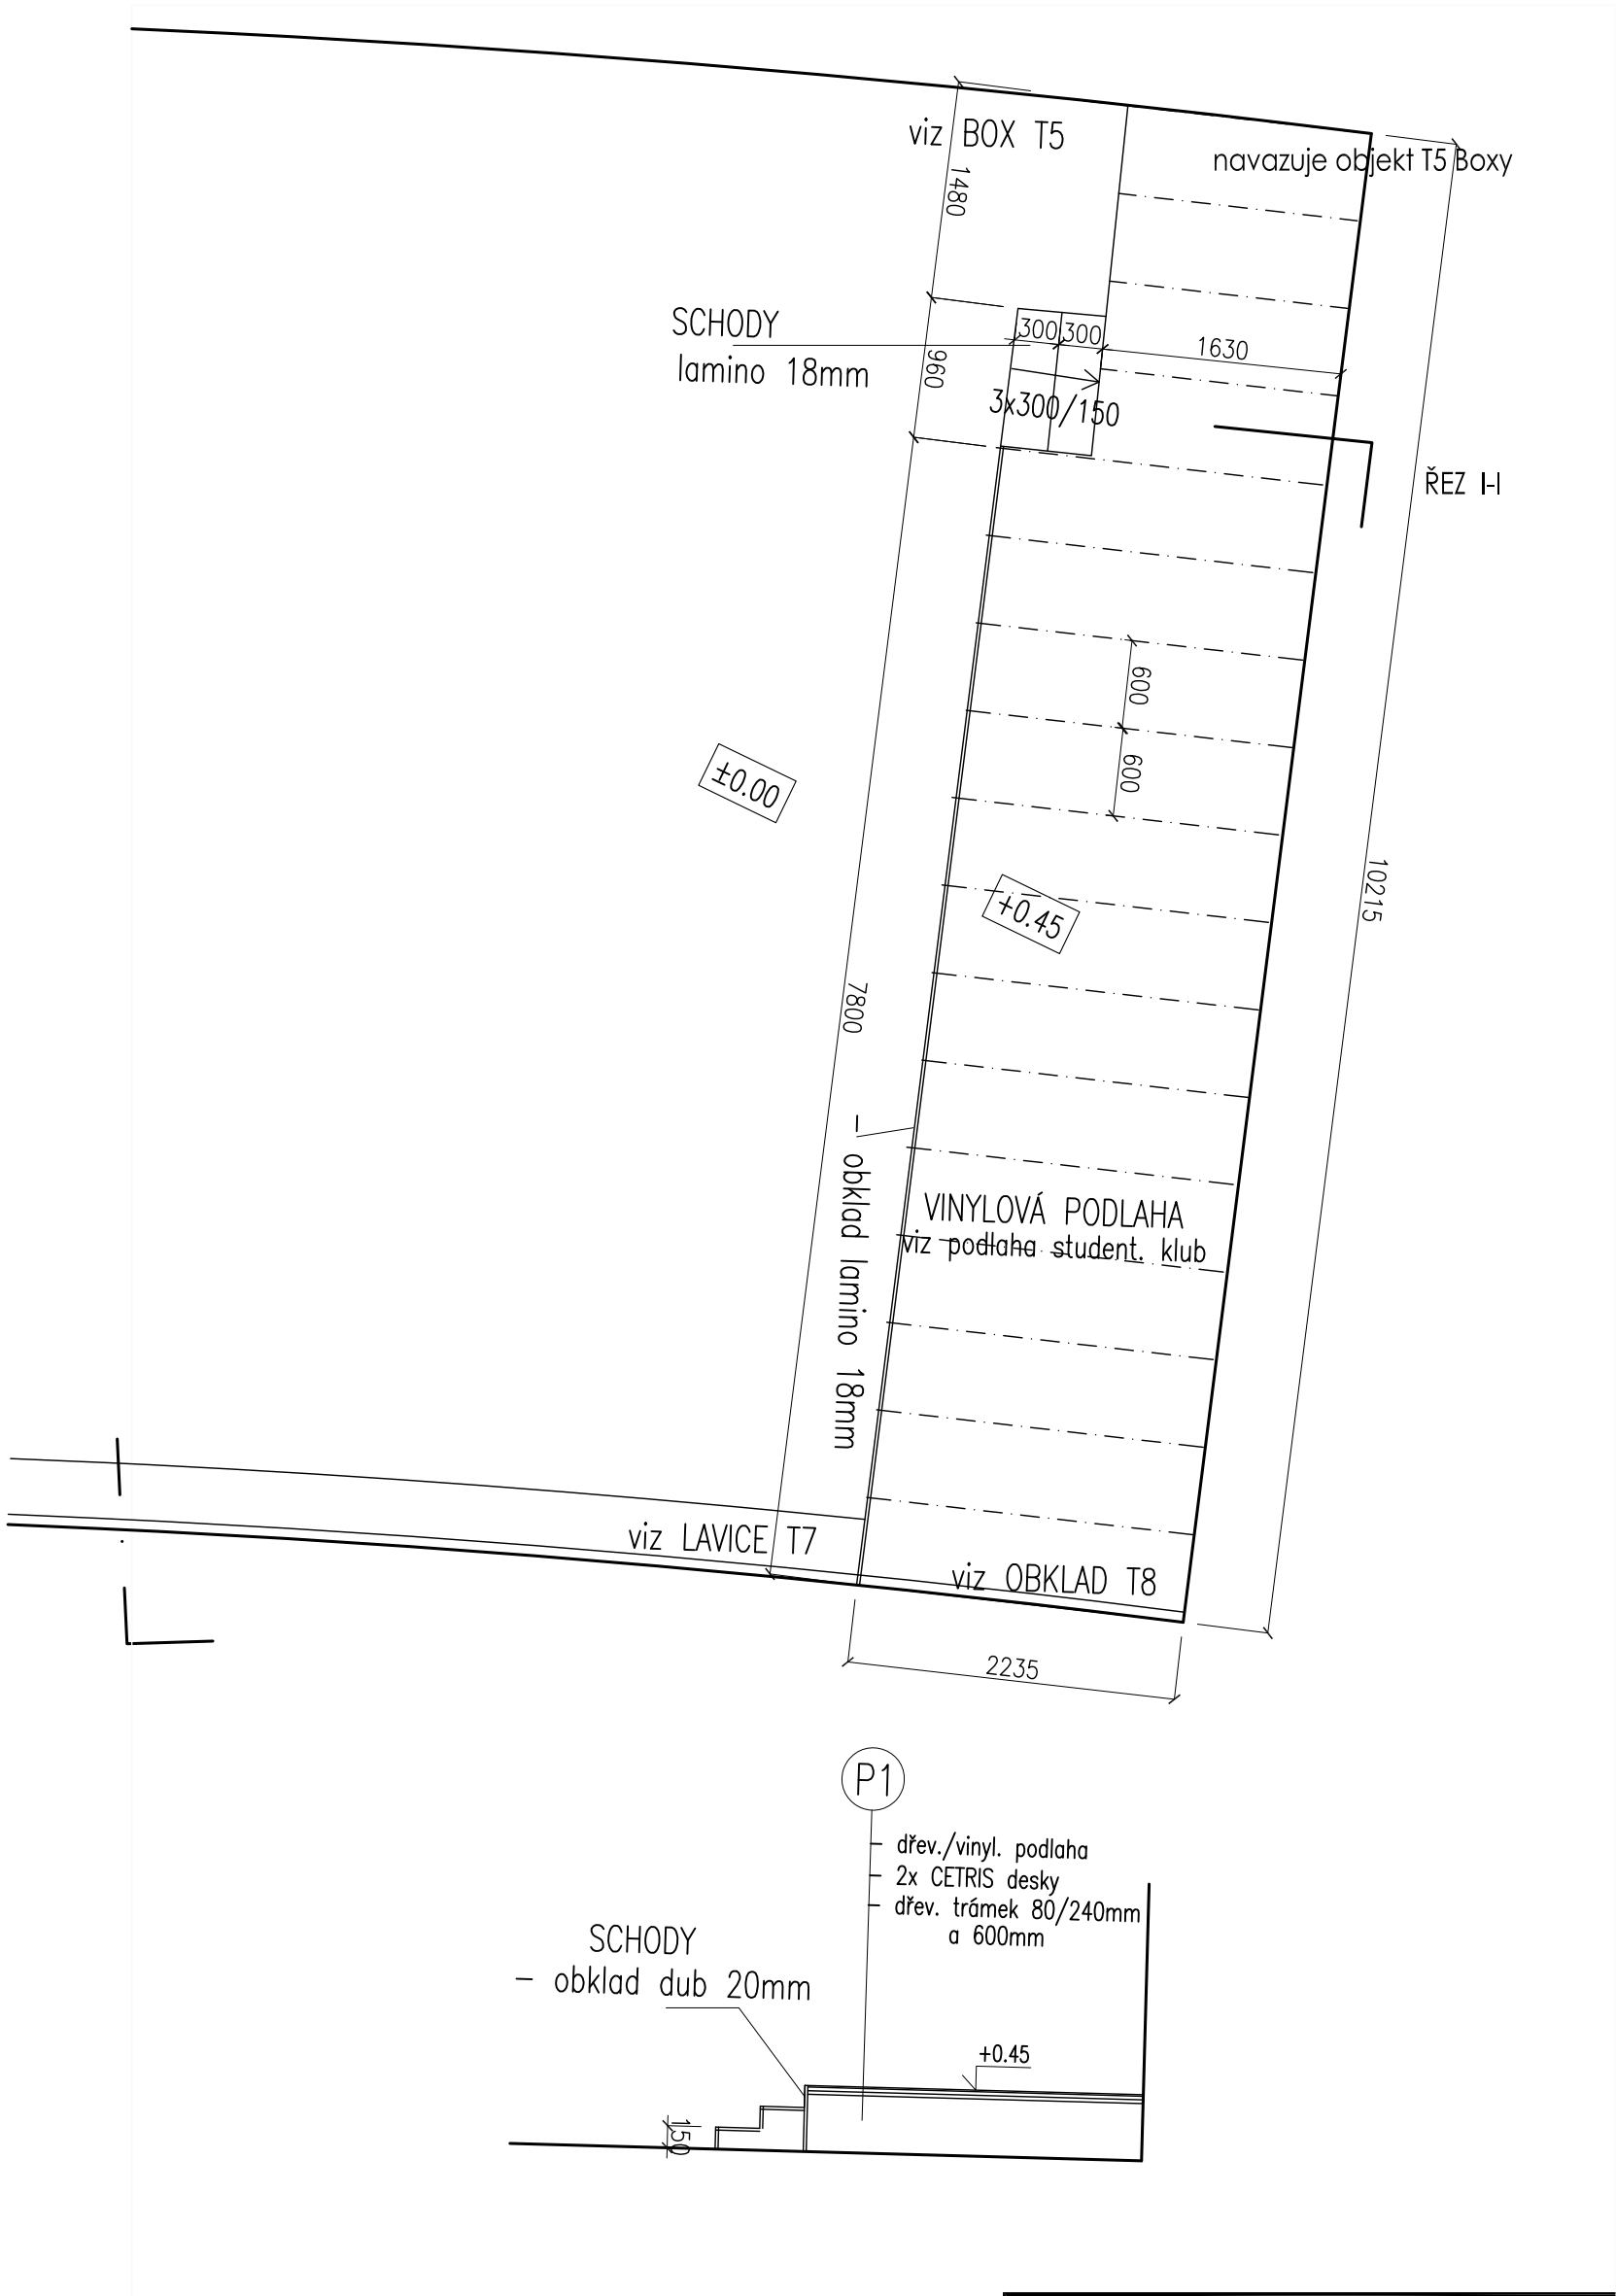 viz BOX T5
navazuje objekt T5 Boxy
1480
SCHODY
lamino 18mm
300
300
1630
960
3x300/150
ŘEZ I-I
600
600
±0.00
+0.45
10215
7800
- obklad lamino 18mm
VINYLOVÁ PODLAHA
viz podlaha student. klub
viz LAVICE T7
viz OBKLAD T8
2235
P1
- dřev./vinyl. podlaha
- 2x CETRIS desky
- dřev. trámek 80/240mm
a 600mm
SCHODY
- obklad dub 20mm
+0.45
150